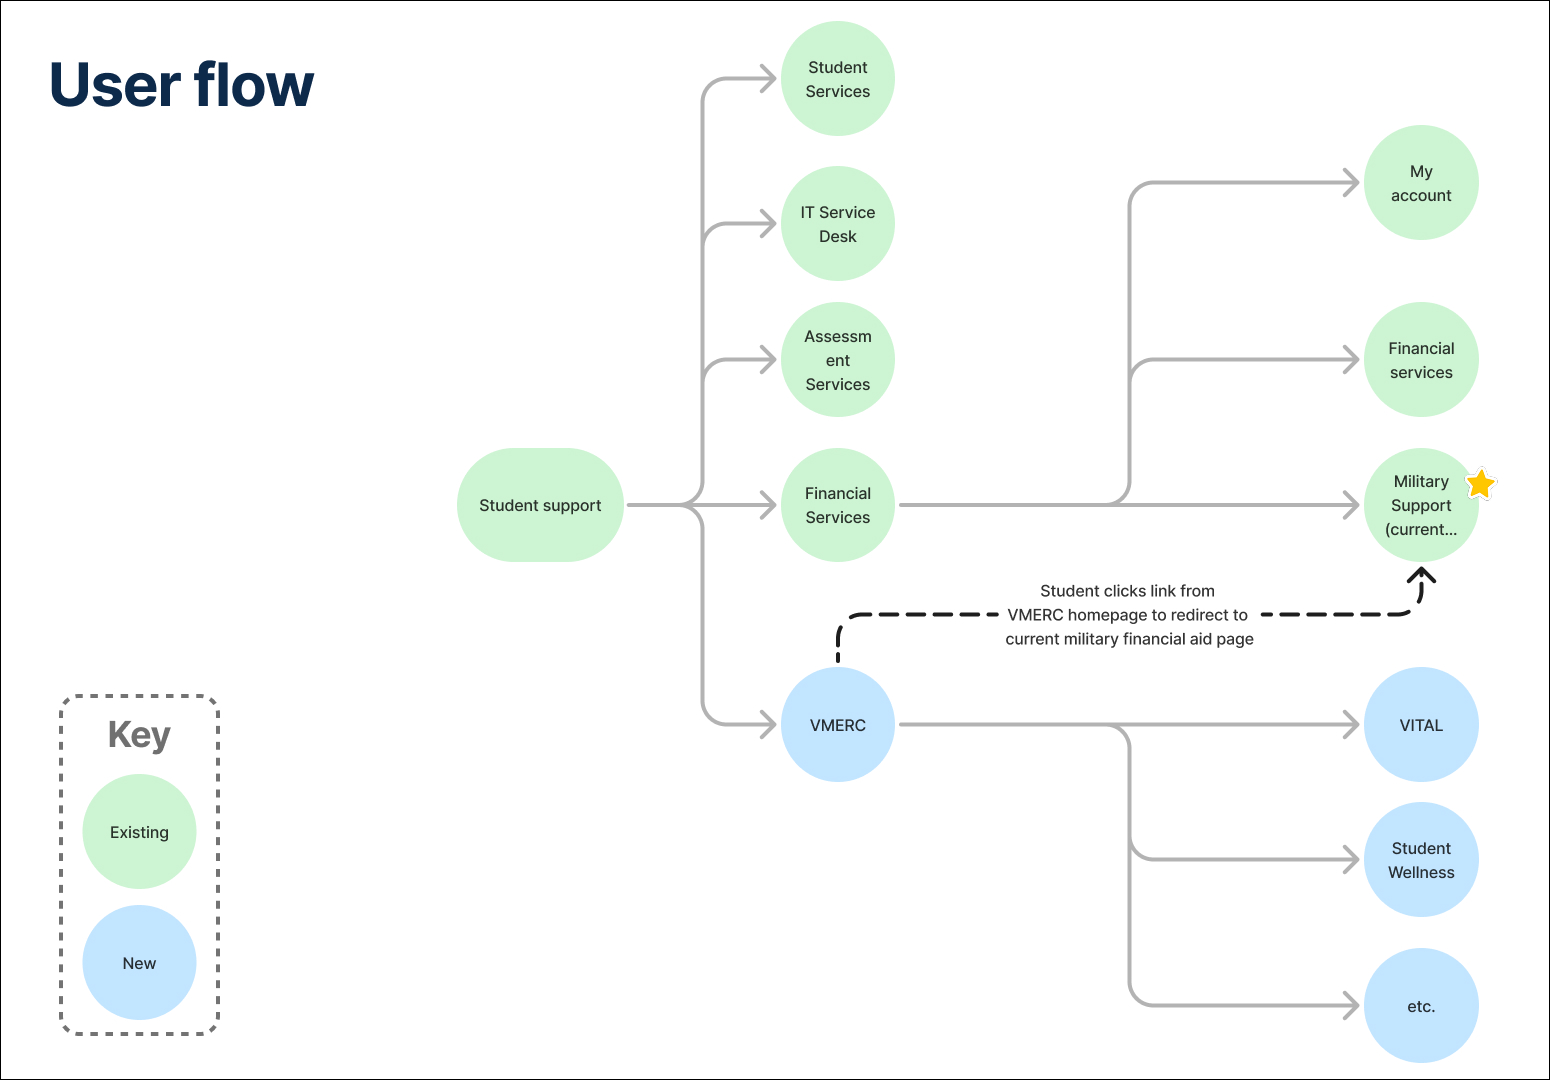 User flow
Student
Services
My
account
IT Service
Desk
Assessm
ent
Services
Financial
services
Student support
Financial
Services
Military
Support
(current...
Student clicks link from
VMERC homepage to redirect to
current military financial aid page
VMERC
VITAL
Student
Wellness
etc.
Key
Existing
New